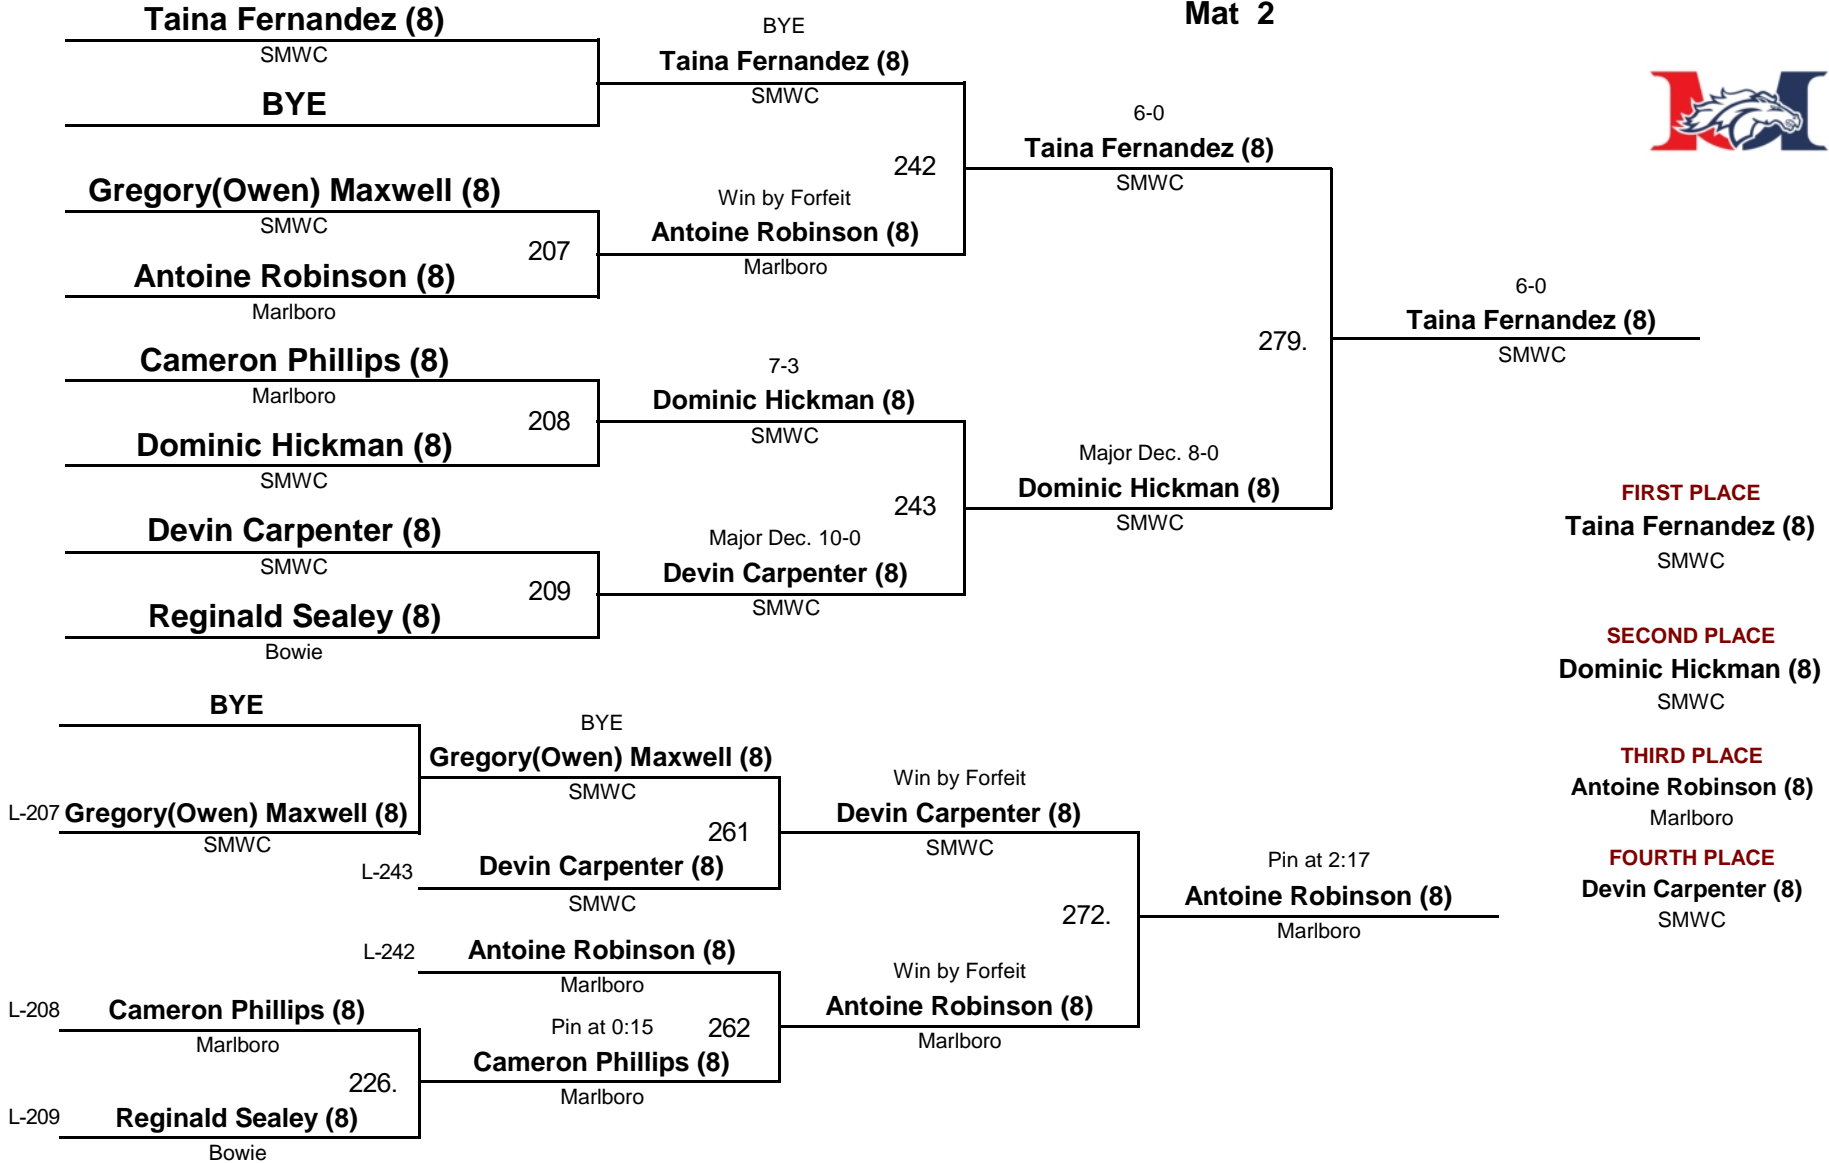 Mat 2
Taina Fernandez (8)
SMWC
BYE
Gregory(Owen) Maxwell (8)
SMWC
207
Antoine Robinson (8)
Marlboro
Cameron Phillips (8)
Marlboro
208
Dominic Hickman (8)
SMWC
Devin Carpenter (8)
SMWC
209
Reginald Sealey (8)
Bowie
BYE
Taina Fernandez (8)
SMWC
242
Win by Forfeit
Antoine Robinson (8)
Marlboro
7-3
Dominic Hickman (8)
SMWC
243
Major Dec. 10-0
Devin Carpenter (8)
SMWC
6-0
Taina Fernandez (8)
SMWC
279.
Major Dec. 8-0
Dominic Hickman (8)
SMWC
6-0
Taina Fernandez (8)
SMWC
FIRST PLACE
Taina Fernandez (8)
SMWC
SECOND PLACE
Dominic Hickman (8)
SMWC
THIRD PLACE
Antoine Robinson (8)
Marlboro
FOURTH PLACE
Devin Carpenter (8)
SMWC
BYE
L-207 Gregory(Owen) Maxwell (8)
SMWC
L-208 Cameron Phillips (8)
Marlboro
226.
L-209 Reginald Sealey (8)
Bowie
BYE
Gregory(Owen) Maxwell (8)
SMWC
261
L-243 Devin Carpenter (8)
SMWC
L-242 Antoine Robinson (8)
Marlboro
Pin at 0:15 262
Cameron Phillips (8)
Marlboro
Win by Forfeit
Devin Carpenter (8)
SMWC
272.
Win by Forfeit
Antoine Robinson (8)
Marlboro
Pin at 2:17
Antoine Robinson (8)
Marlboro
M